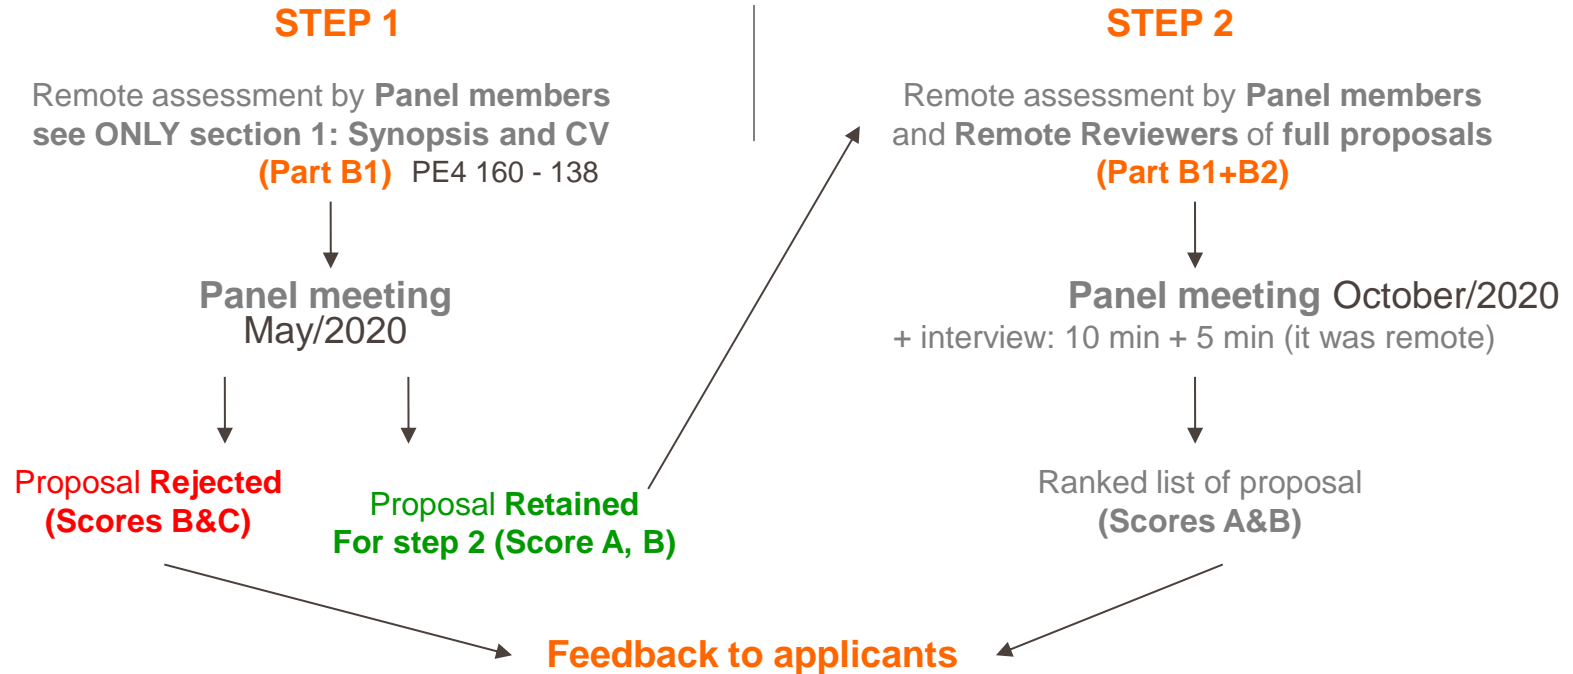 STEP 1
Remote assessment by Panel members
see ONLY section 1: Synopsis and CV
(Part B1) PE4 160 - 138
Panel meeting
May/2020
Proposal Rejected
(Scores B&C)
Proposal Retained
For step 2 (Score A, B)
STEP 2
Remote assessment by Panel members
and Remote Reviewers of full proposals
(Part B1+B2)
Panel meeting October/2020
+ interview: 10 min + 5 min (it was remote)
Ranked list of proposal
(Scores A&B)
Feedback to applicants